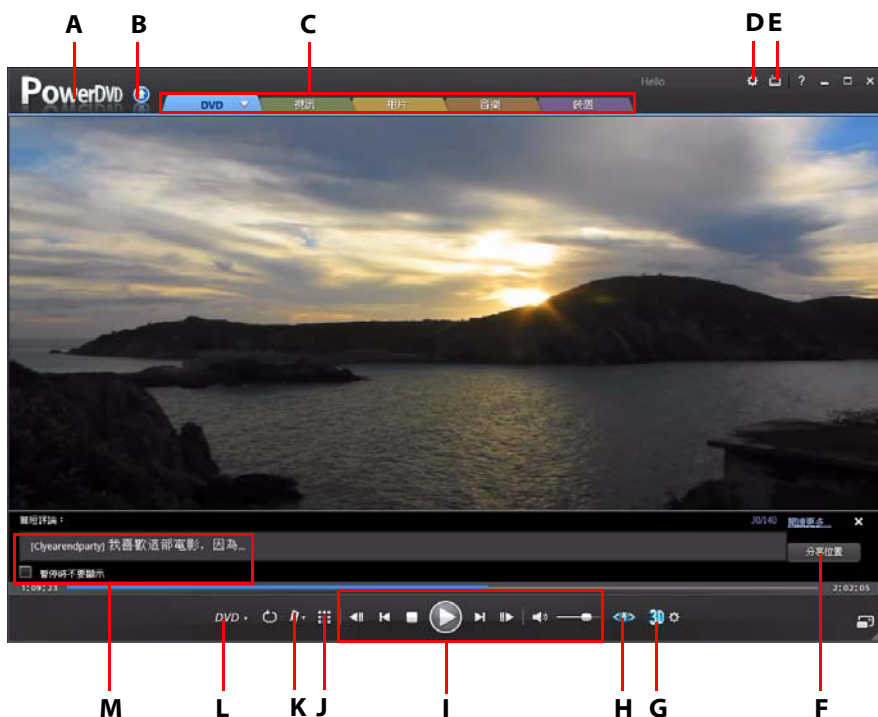 A B C D E
PowerDVD
Hello
?
DVD 視訊 相片 音樂 精選
簡短評論：
30/140 閱讀更多...
[Clyearendparty] 我喜歡這部電影，因為...
分享位置
暫停時不要顯示
1:09:23 2:02:05
DVD 3D
M L K J I H G F